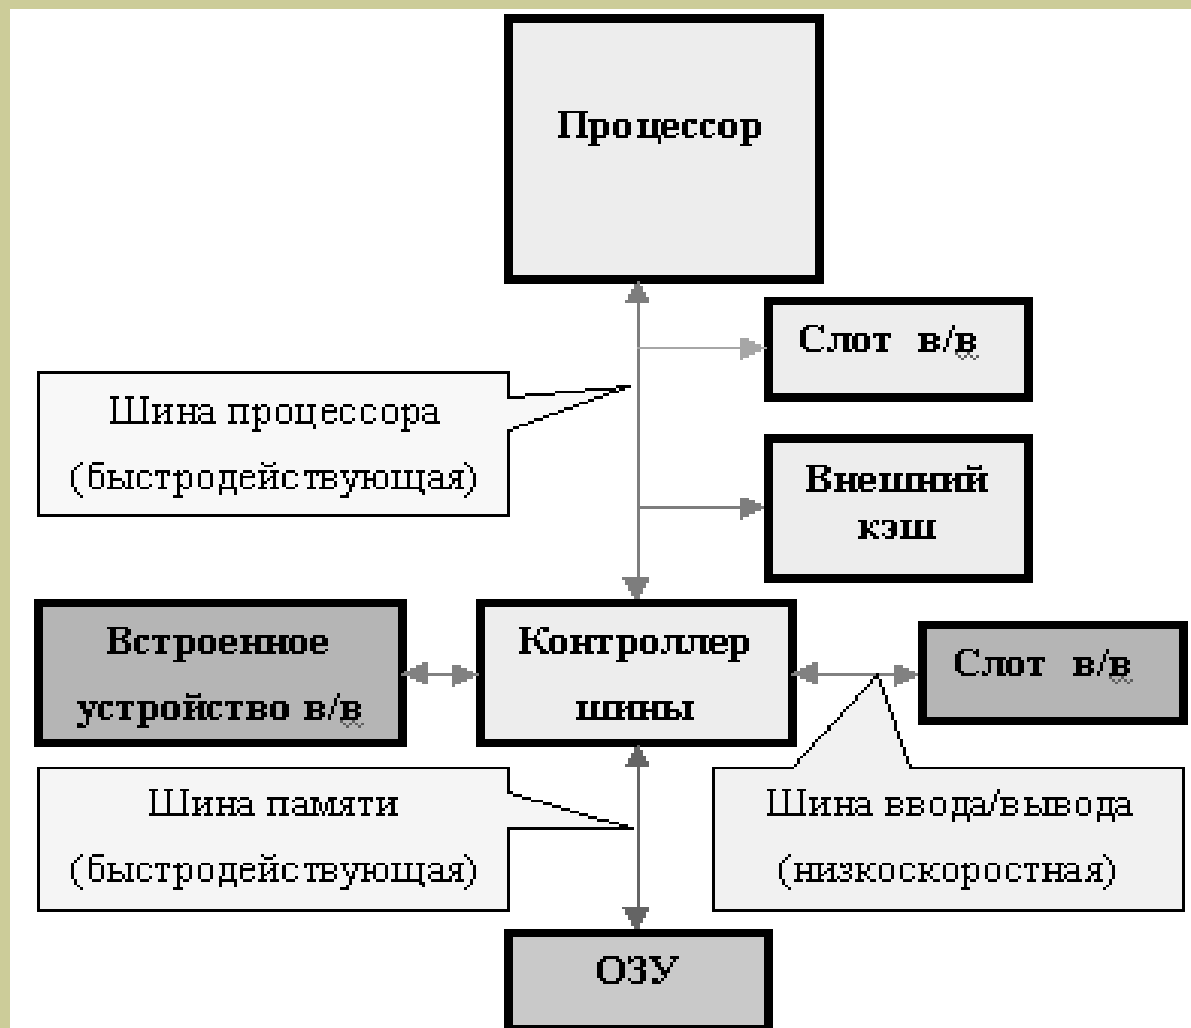 Процессор
Слот в/в
Шина процессора
(быстродействующая)
Внешний
кэш
Встроенное
устройство в/в
Контроллер
шины
Слот в/в
Шина памяти
(быстродействующая)
Шина ввода/вывода
(низкоскоростная)
ОЗУ